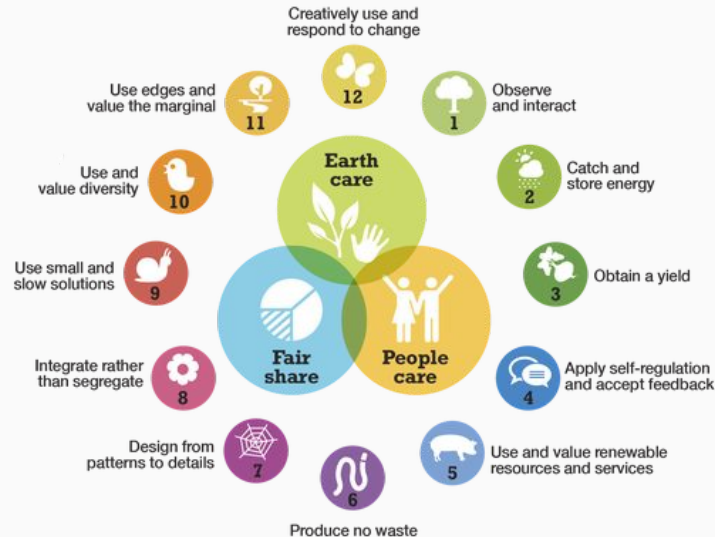 Creatively use and
respond to change
12
Observe
and interact
1
Catch and
store energy
2
Obtain a yield
3
Apply self-regulation
and accept feedback
4
Use and value renewable
resources and services
5
Produce no waste
6
Design from
patterns to details
7
Integrate rather
than segregate
8
Use small and
slow solutions
9
Use and
value diversity
10
Use edges and
value the marginal
11
Earth
care
Fair
share
People
care